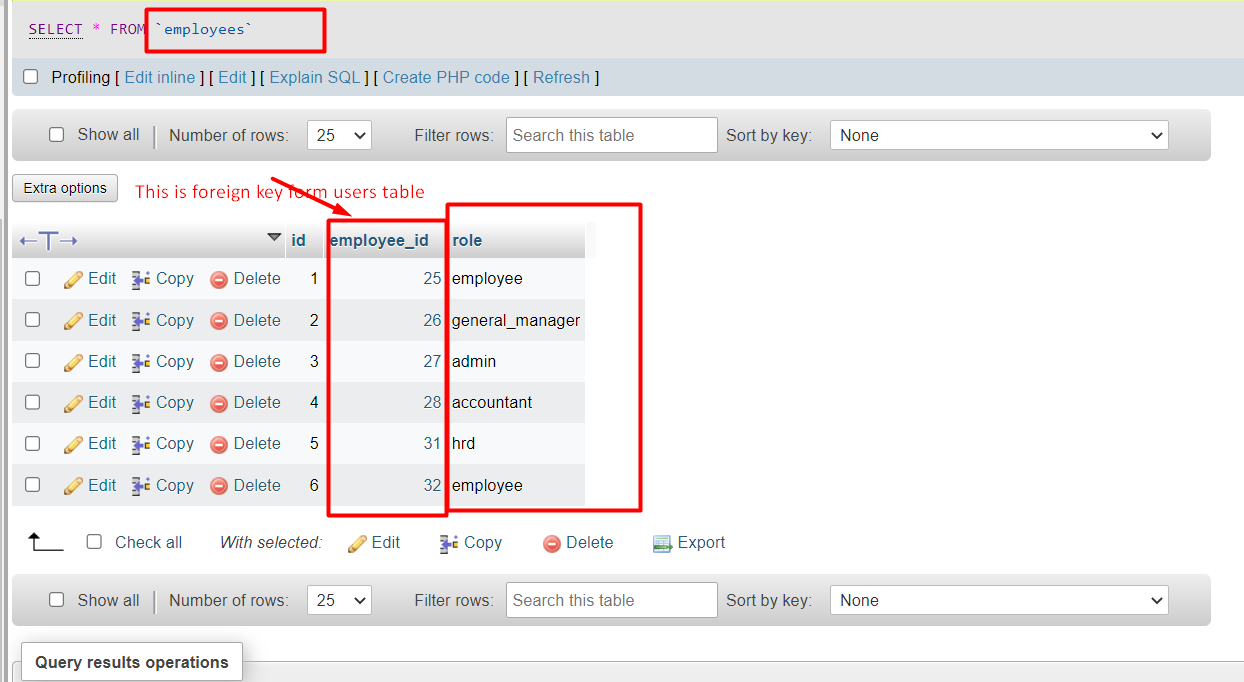 SELECT * FROM `employees`
Profiling [ Edit inline ] [ Edit ] [ Explain SQL ] [ Create PHP code ] [ Refresh ]
Show all | Number of rows: 25 Filter rows: Search this table Sort by key: None
Extra options This is foreign key form users table
←T→ id employee_id role
Edit Copy Delete 1 25 employee
Edit Copy Delete 2 26 general_manager
Edit Copy Delete 3 27 admin
Edit Copy Delete 4 28 accountant
Edit Copy Delete 5 31 hrd
Edit Copy Delete 6 32 employee
Check all With selected: Edit Copy Delete Export
Show all | Number of rows: 25 Filter rows: Search this table Sort by key: None
Query results operations